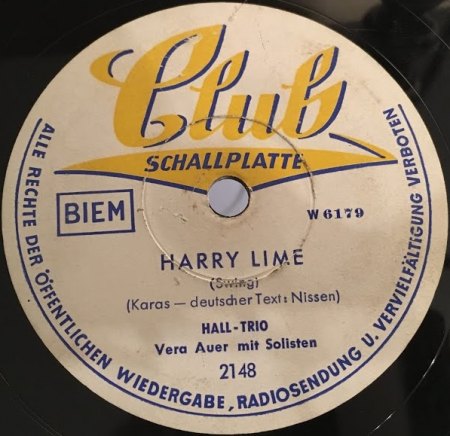 Club
SCHALLPLATTE
BIEM
W 6179
HARRY LIME
(Swing)
(Karas — deutscher Text: Nissen)
HALL-TRIO
Vera Auer mit Solisten
2148
ALLE RECHTE DER ÖFFENTLICHEN WIEDERGABE, RADIOSENDUNG U. VERVIELFÄLTIGUNG VERBOTEN